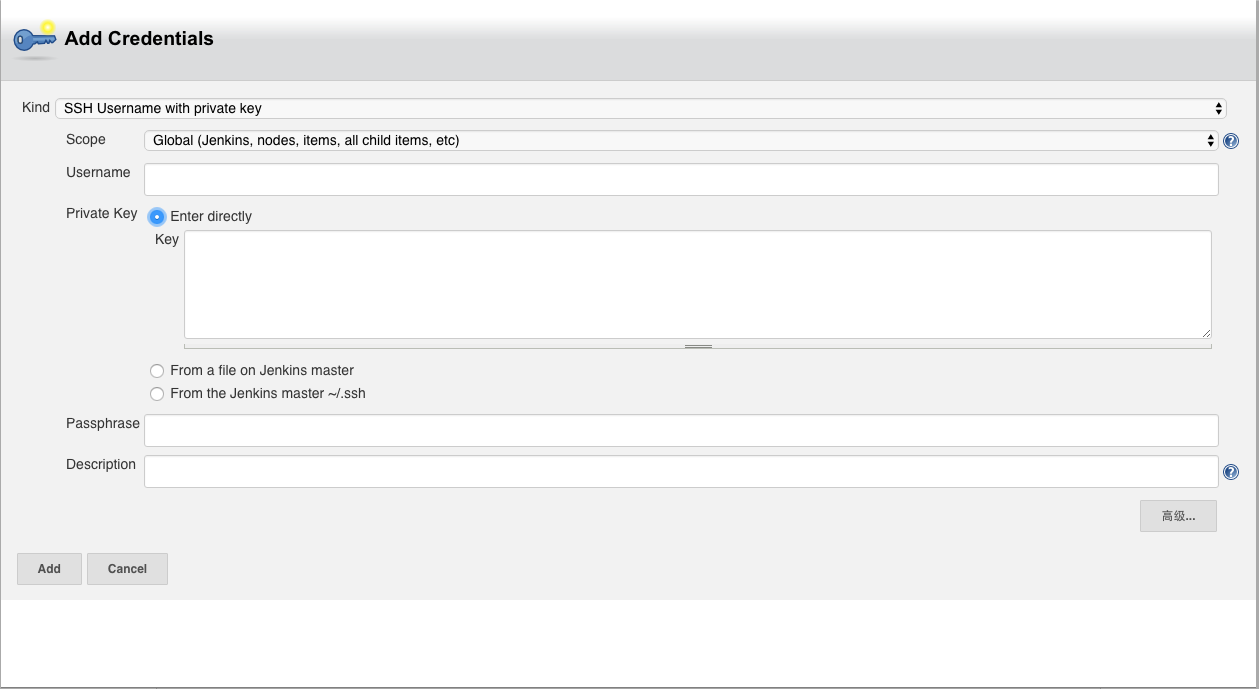 Add Credentials
Kind SSH Username with private key
Scope Global (Jenkins, nodes, items, all child items, etc)
Username
Private Key Enter directly
Key
From a file on Jenkins master
From the Jenkins master ~/.ssh
Passphrase
Description
高级...
Add Cancel